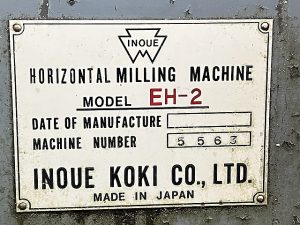 INOUE
HORIZONTAL MILLING MACHINE
MODEL EH-2
DATE OF MANUFACTURE
MACHINE NUMBER 5563
INOUE KOKI CO., LTD.
MADE IN JAPAN